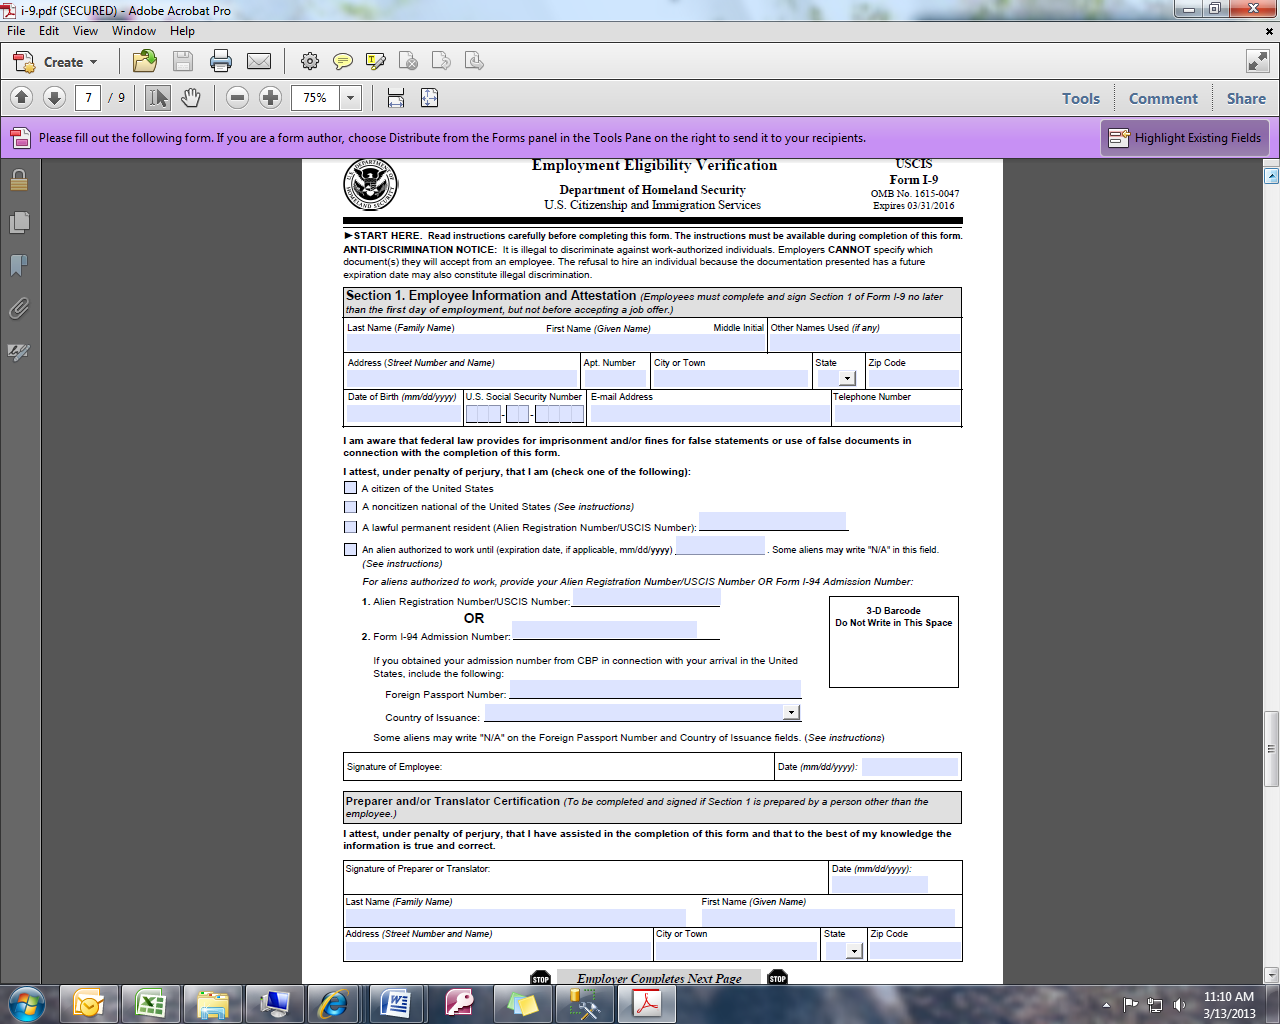 i-9.pdf (SECURED) - Adobe Acrobat Pro
File Edit View Window Help
Create
7 / 9 75% Tools Comment Share
Please fill out the following form. If you are a form author, choose Distribute from the Forms panel in the Tools Pane on the right to send it to your recipients. Highlight Existing Fields
Employment Eligibility Verification
Department of Homeland Security
U.S. Citizenship and Immigration Services
USCIS
Form I-9
OMB No. 1615-0047
Expires 03/31/2016
►START HERE. Read instructions carefully before completing this form. The instructions must be available during completion of this form.
ANTI-DISCRIMINATION NOTICE: It is illegal to discriminate against work-authorized individuals. Employers CANNOT specify which
document(s) they will accept from an employee. The refusal to hire an individual because the documentation presented has a future
expiration date may also constitute illegal discrimination.
Section 1. Employee Information and Attestation (Employees must complete and sign Section 1 of Form I-9 no later
than the first day of employment, but not before accepting a job offer.)
Last Name (Family Name) First Name (Given Name) Middle Initial Other Names Used (if any)
Address (Street Number and Name) Apt. Number City or Town State Zip Code
Date of Birth (mm/dd/yyyy) U.S. Social Security Number E-mail Address Telephone Number
- -
I am aware that federal law provides for imprisonment and/or fines for false statements or use of false documents in
connection with the completion of this form.
I attest, under penalty of perjury, that I am (check one of the following):
A citizen of the United States
A noncitizen national of the United States (See instructions)
A lawful permanent resident (Alien Registration Number/USCIS Number):
An alien authorized to work until (expiration date, if applicable, mm/dd/yyyy) . Some aliens may write "N/A" in this field.
(See instructions)
For aliens authorized to work, provide your Alien Registration Number/USCIS Number OR Form I-94 Admission Number:
1. Alien Registration Number/USCIS Number:
OR
2. Form I-94 Admission Number:
If you obtained your admission number from CBP in connection with your arrival in the United
States, include the following:
Foreign Passport Number:
Country of Issuance:
Some aliens may write "N/A" on the Foreign Passport Number and Country of Issuance fields. (See instructions)
3-D Barcode
Do Not Write in This Space
Signature of Employee: Date (mm/dd/yyyy):
Preparer and/or Translator Certification (To be completed and signed if Section 1 is prepared by a person other than the
employee.)
I attest, under penalty of perjury, that I have assisted in the completion of this form and that to the best of my knowledge the
information is true and correct.
Signature of Preparer or Translator: Date (mm/dd/yyyy):
Last Name (Family Name) First Name (Given Name)
Address (Street Number and Name) City or Town State Zip Code
STOP Employer Completes Next Page STOP
11:10 AM
3/13/2013